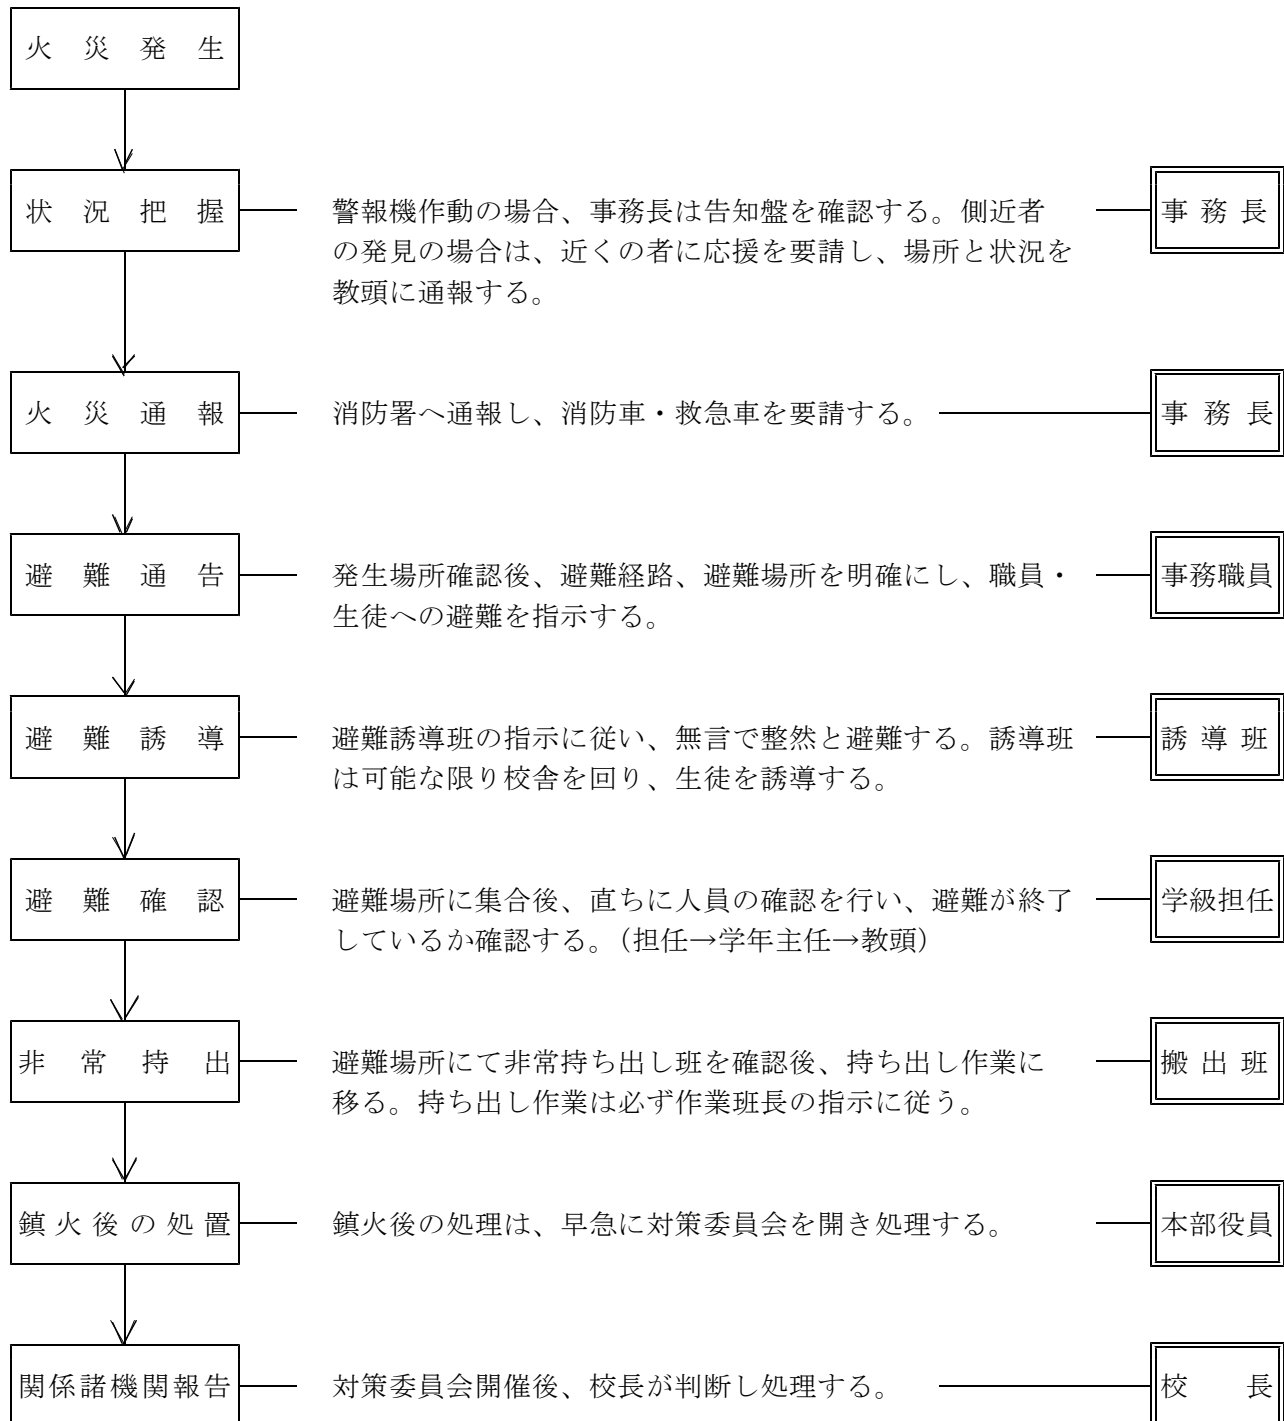 火災発生
状況把握
警報機作動の場合、事務長は告知盤を確認する。側近者
の発見の場合は、近くの者に応援を要請し、場所と状況を
教頭に通報する。
事務長
火災通報
消防署へ通報し、消防車・救急車を要請する。
事務長
避難通告
発生場所確認後、避難経路、避難場所を明確にし、職員・
生徒への避難を指示する。
事務職員
避難誘導
避難誘導班の指示に従い、無言で整然と避難する。誘導班
は可能な限り校舎を回り、生徒を誘導する。
誘導班
避難確認
避難場所に集合後、直ちに人員の確認を行い、避難が終了
しているか確認する。（担任→学年主任→教頭）
学級担任
非常持出
避難場所にて非常持ち出し班を確認後、持ち出し作業に
移る。持ち出し作業は必ず作業班長の指示に従う。
搬出班
鎮火後の処置
鎮火後の処理は、早急に対策委員会を開き処理する。
本部役員
関係諸機関報告
対策委員会開催後、校長が判断し処理する。
校長